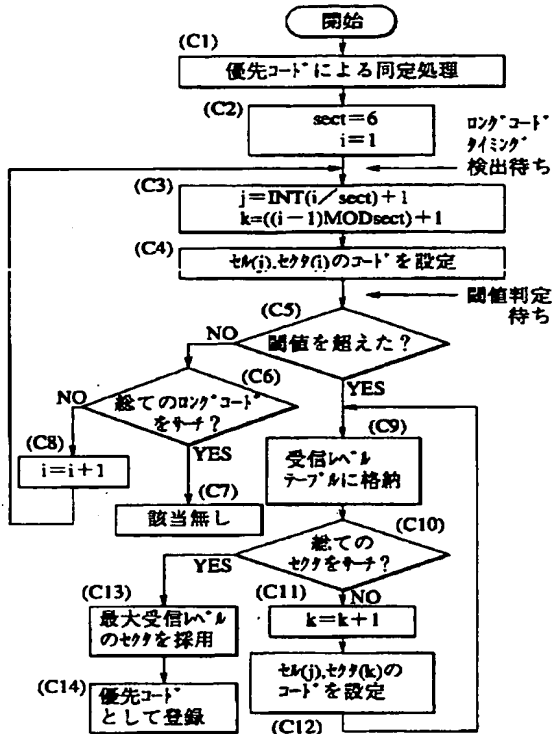 開始
(C1)
優先コードによる同定処理
(C2)
sect=6
i=1
ロングコード
タイミング
検出待ち
(C3)
j=INT(i/sect)+1
k=((i-1)MODsect)+1
(C4)
セル(j).セクタ(i)のコードを設定
閾値判定
待ち
(C5)
NO
閾値を超えた?
(C6)
YES
NO
総てのロングコード
をサーチ?
(C8)
i=i+1
YES
(C7)
該当無し
(C9)
受信レベル
テーブルに格納
(C10)
総ての
セクタをサーチ?
YES
(C13)
最大受信レベル
のセクタを採用
(C11)
NO
k=k+1
(C14)
優先コード
として登録
セル(j).セクタ(k)の
コードを設定
(C12)